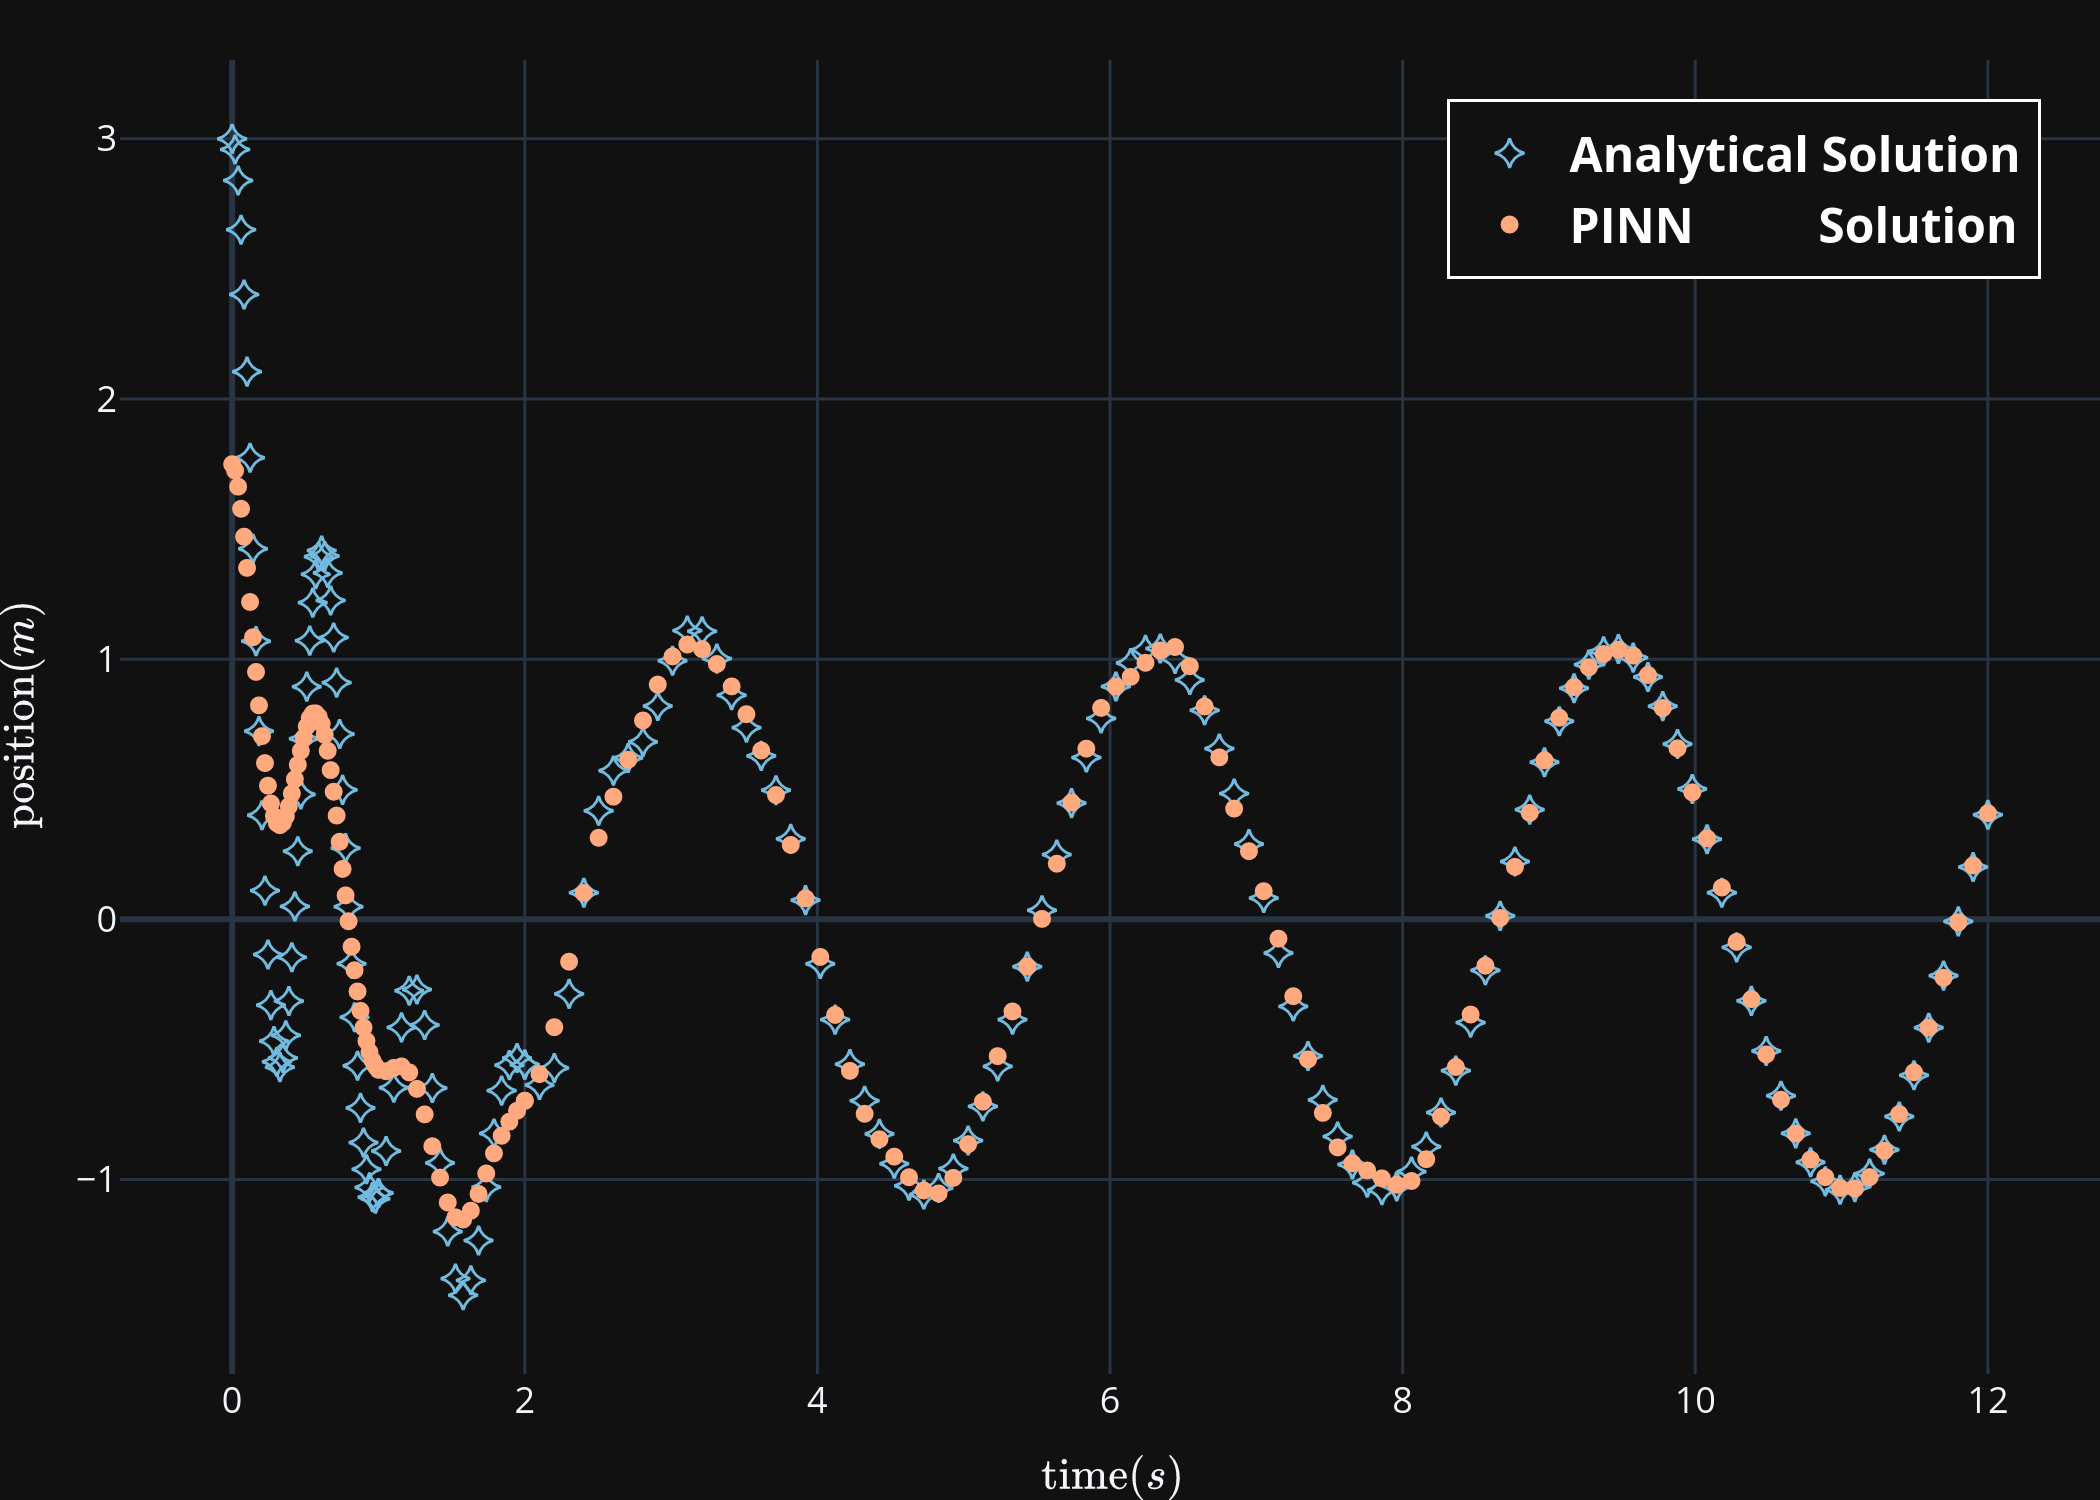 3
2
1
0
−1
position(m)
0 2 4 6 8 10 12
time(s)
Analytical Solution
PINN Solution